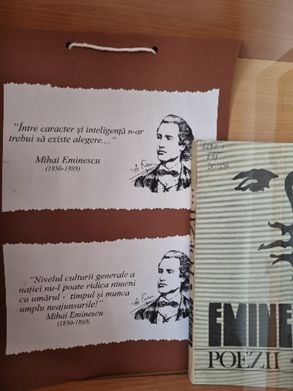 "Între caracter și inteligență n-ar
trebui să existe alegere...."
Mihai Eminescu
(1850-1889)
"Nivelul culturii generale a
nației nu-l poate ridica nimeni
cu umărul - timpul și munca
umplu neajunsurile!"
Mihai Eminescu
(1850-1889)
EMINE
POEZII